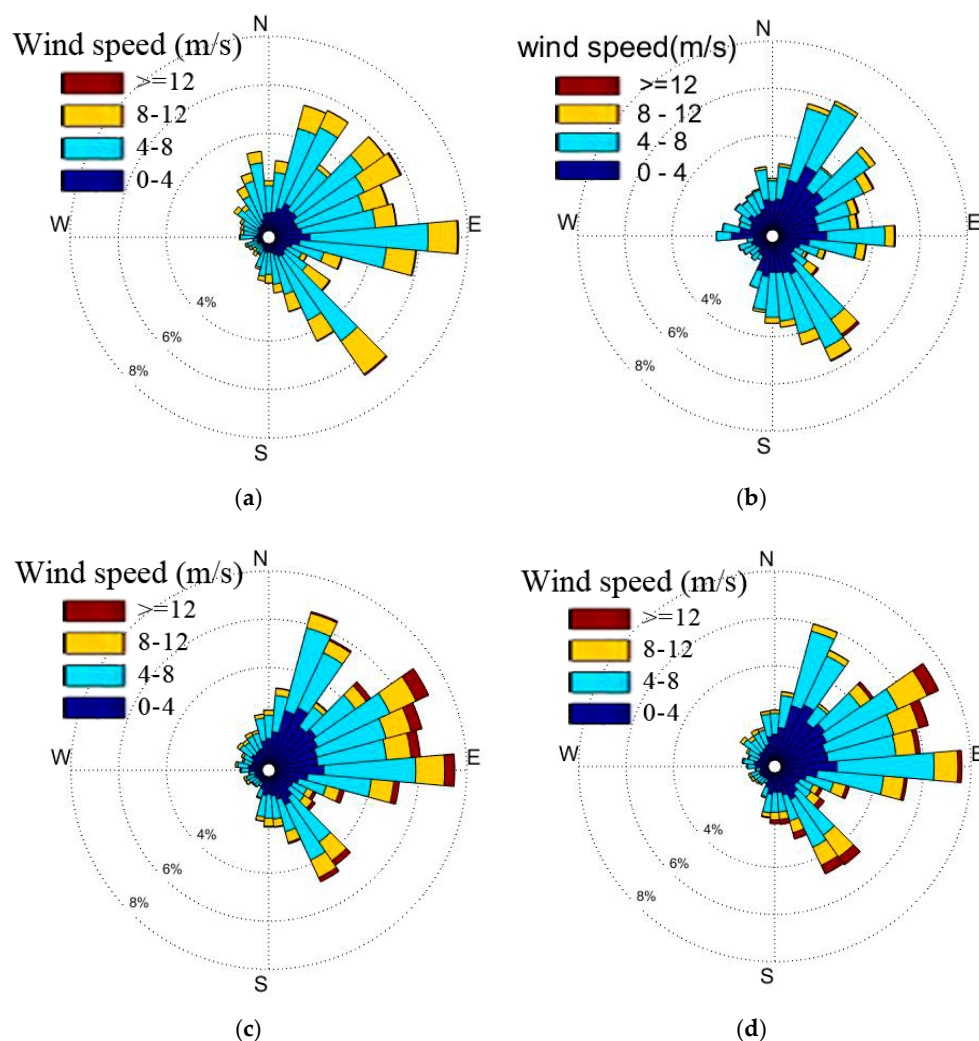 N
Wind speed (m/s)
>=12
8-12
4-8
0-4
W
E
4%
6%
8%
S
(a)
N
wind speed(m/s)
>=12
8 - 12
4 - 8
0 - 4
W
E
4%
6%
8%
S
(b)
N
Wind speed (m/s)
>=12
8-12
4-8
0-4
W
E
4%
6%
8%
S
(c)
N
Wind speed (m/s)
>=12
8-12
4-8
0-4
W
E
4%
6%
8%
S
(d)